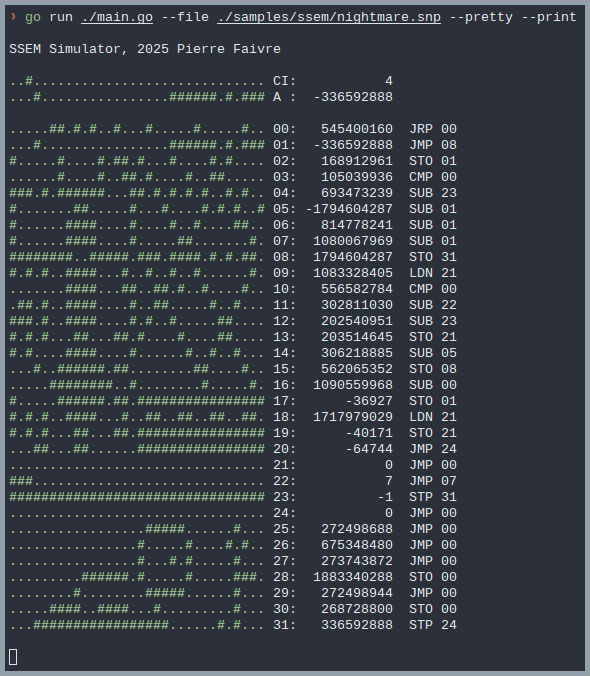 ❯ go run ./main.go --file ./samples/ssem/nightmare.snp --pretty --print
SSEM Simulator, 2025 Pierre Faivre
..#............................. CI: 4
...#................######.#.### A : -336592888
.....##.#.#..#...#.....#.....#.. 00: 545400160 JRP 00
...#................######.#.### 01: -336592888 JMP 08
#.....#....#.##.#...#....#.#.... 02: 168912961 STO 01
......#....#..##.#....#..##..... 03: 105039936 CMP 00
###.#.######...##.#.#.#.#..#.#.. 04: 693473239 SUB 23
#.......##.....#...#....#.#.#..# 05: -1794604287 SUB 01
#......####....#....#..#....##.. 06: 814778241 SUB 01
#......####....#.....##.......#. 07: 1080067969 SUB 01
########..#####.###.####.#.#.##. 08: 1794604287 STO 31
#.#.#..####...#..#..#..#......#. 09: 1083328405 LDN 21
.......####...##..##.#..#....#.. 10: 556582784 CMP 00
.##.#..####....#..##.....#..#... 11: 302811030 SUB 22
###.#..####....#.#..#.....##.... 12: 202540951 SUB 23
#.#.#...##...##.#....#....##.... 13: 203514645 STO 21
#.#....####....#......#..#..#... 14: 306218885 SUB 05
...#..######.##........##....#.. 15: 562065352 STO 08
.....########..#........#.....#. 16: 1090559968 SUB 00
#.....######.##.################ 17: -36927 STO 01
#.#.#..####...#..##..##..##..##. 18: 1717979029 LDN 21
#.#.#...##...##.################ 19: -40171 STO 21
...##...##......################ 20: -64744 JMP 24
................................ 21: 0 JMP 00
###............................. 22: 7 JMP 07
################################ 23: -1 STP 31
................................ 24: 0 JMP 00
.................#####......#... 25: 272498688 JMP 00
................#.....#....#.#.. 26: 675348480 JMP 00
................#...#.#.....#... 27: 273743872 JMP 00
.........######.#.....#.....###. 28: 1883340288 STO 00
........#........#####......#... 29: 272498944 JMP 00
.....####..####...#.........#... 30: 268728800 STO 00
...#################......#.#... 31: 336592888 STP 24